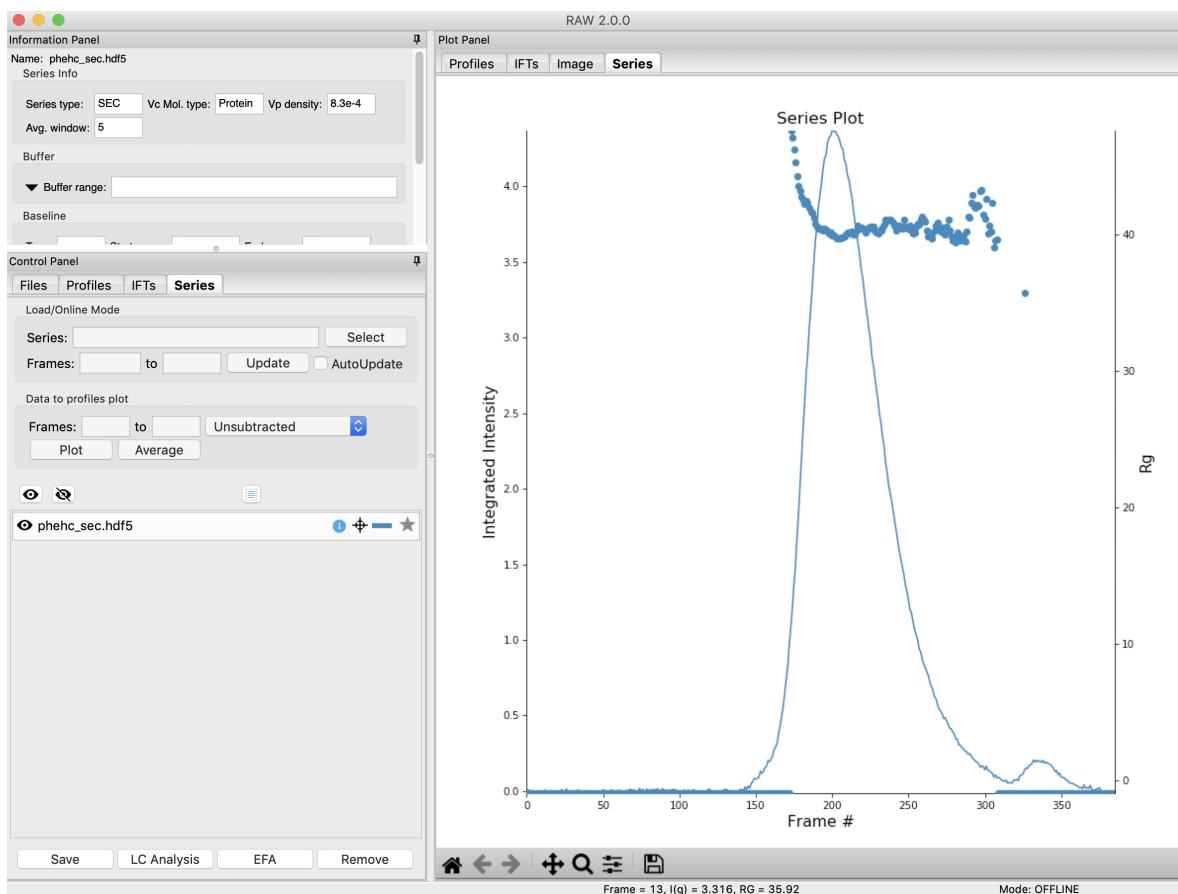 RAW 2.0.0
Information Panel
Name: phehc_sec.hdf5
Series Info
Series type: SEC Vc Mol. type: Protein Vp density: 8.3e-4
Avg. window: 5
Buffer
Buffer range:
Baseline
Control Panel
Files Profiles IFTs Series
Load/Online Mode
Series: Select
Frames: to Update AutoUpdate
Data to profiles plot
Frames: to Unsubtracted
Plot Average
phehc_sec.hdf5
Save LC Analysis EFA Remove
Plot Panel
Profiles IFTs Image Series
Series Plot
Integrated Intensity
4.0
3.5
3.0
2.5
2.0
1.5
1.0
0.5
0.0
0 50 100 150 200 250 300 350
Frame #
40
30
20
10
0
Rg
Frame = 13, I(q) = 3.316, RG = 35.92 Mode: OFFLINE